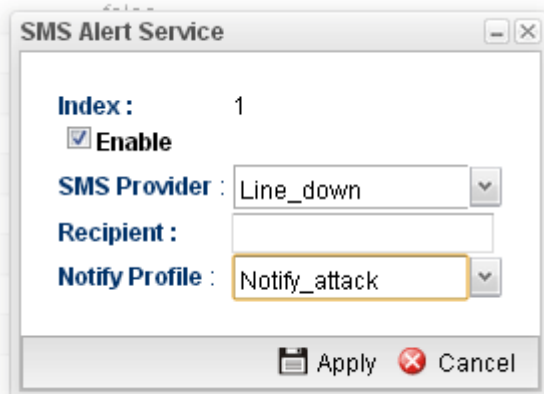 SMS Alert Service
Index : 1
Enable
SMS Provider : Line_down
Recipient :
Notify Profile : Notify_attack
Apply Cancel